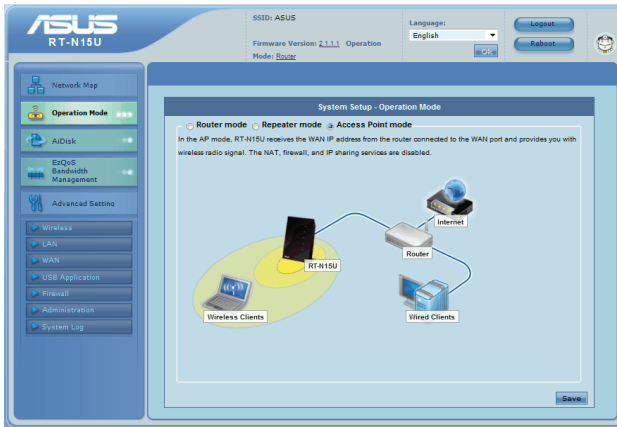 ASUS
RT-N15U
SSID: ASUS
Firmware Version: 2.1.1.1 Operation
Mode: Router
Language:
English
OK
Logout
Reboot
Network Map
Operation Mode
AiDisk
EzQoS
Bandwidth
Management
Advanced Setting
Wireless
LAN
WAN
USB Application
Firewall
Administration
System Log
System Setup - Operation Mode
Router mode Repeater mode Access Point mode
In the AP mode, RT-N15U receives the WAN IP address from the router connected to the WAN port and provides you with
wireless radio signal. The NAT, firewall, and IP sharing services are disabled.
Internet
Router
RT-N15U
Wireless Clients
Wired Clients
Save